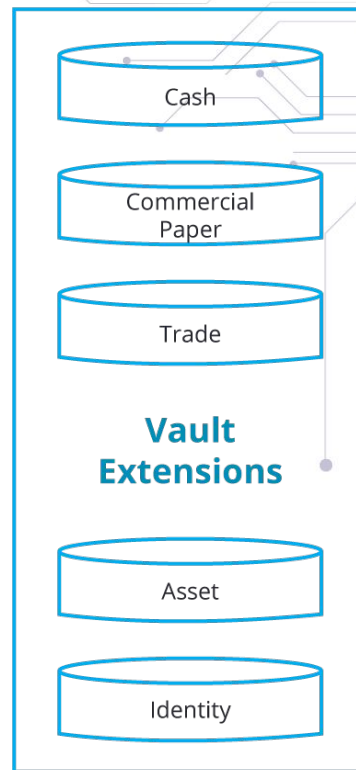 Cash
Commercial
Paper
Trade
Vault
Extensions
Asset
Identity